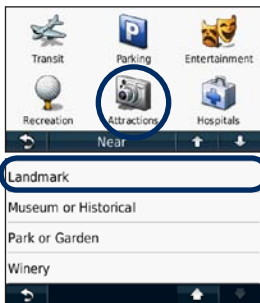 P
Transit Parking Entertainment
Recreation Attractions Hospitals
Near
Landmark
Museum or Historical
Park or Garden
Winery